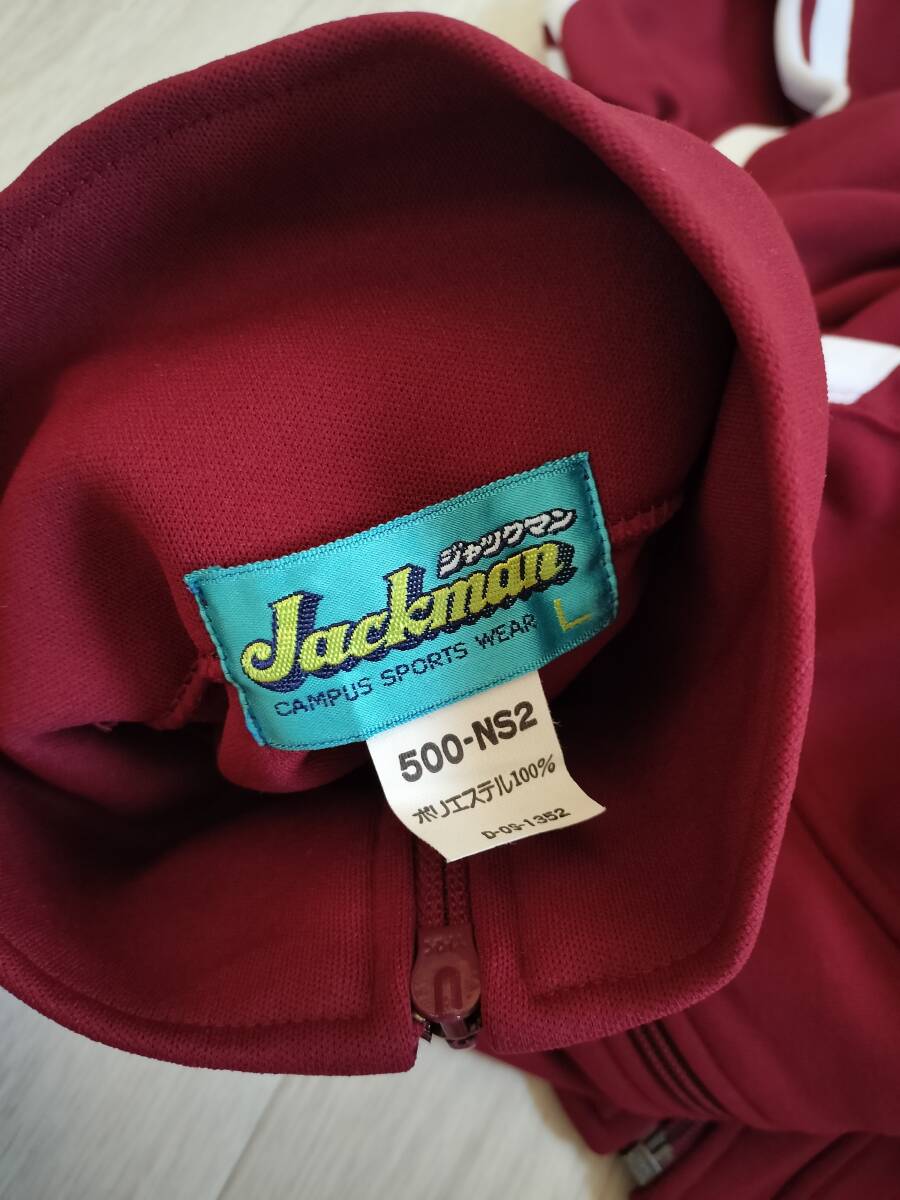 ジャックマン
Jackman
CAMPUS SPORTS WEAR
L
500-NS2
ポリエステル100%
D-OS-1352